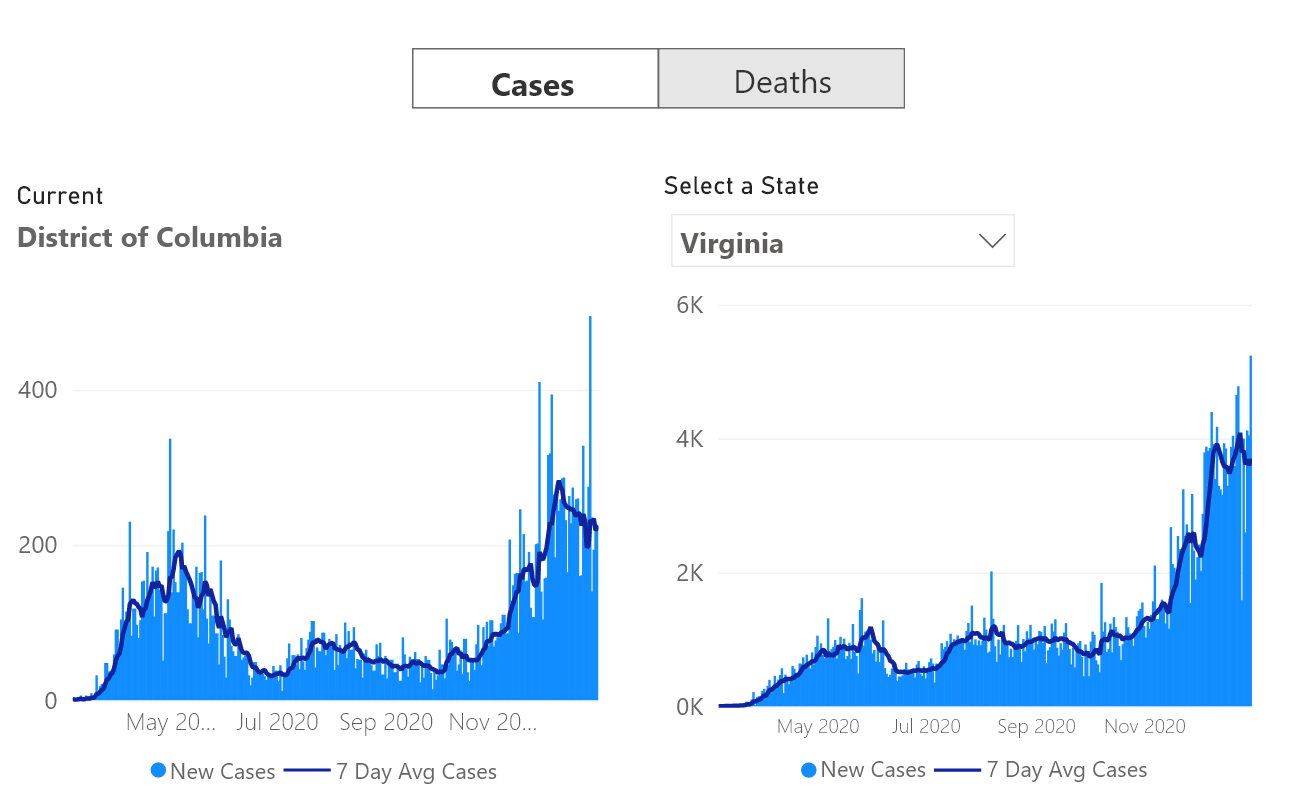 Cases
Deaths
Current
District of Columbia
400
200
0
May 20...
Jul 2020
Sep 2020
Nov 20...
New Cases
7 Day Avg Cases
Select a State
Virginia
6K
4K
2K
0K
May 2020
Jul 2020
Sep 2020
Nov 2020
New Cases
7 Day Avg Cases